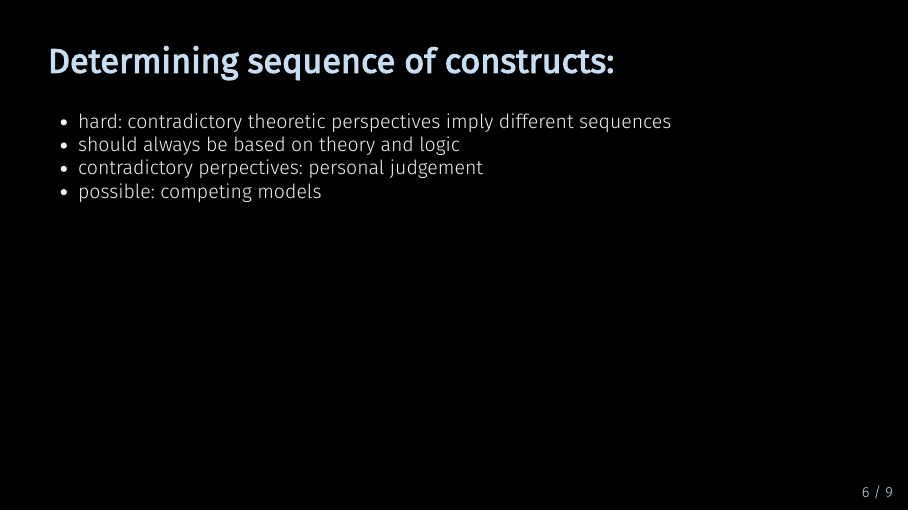 Determining sequence of constructs:
• hard: contradictory theoretic perspectives imply different sequences
• should always be based on theory and logic
• contradictory perpectives: personal judgement
• possible: competing models
6 / 9